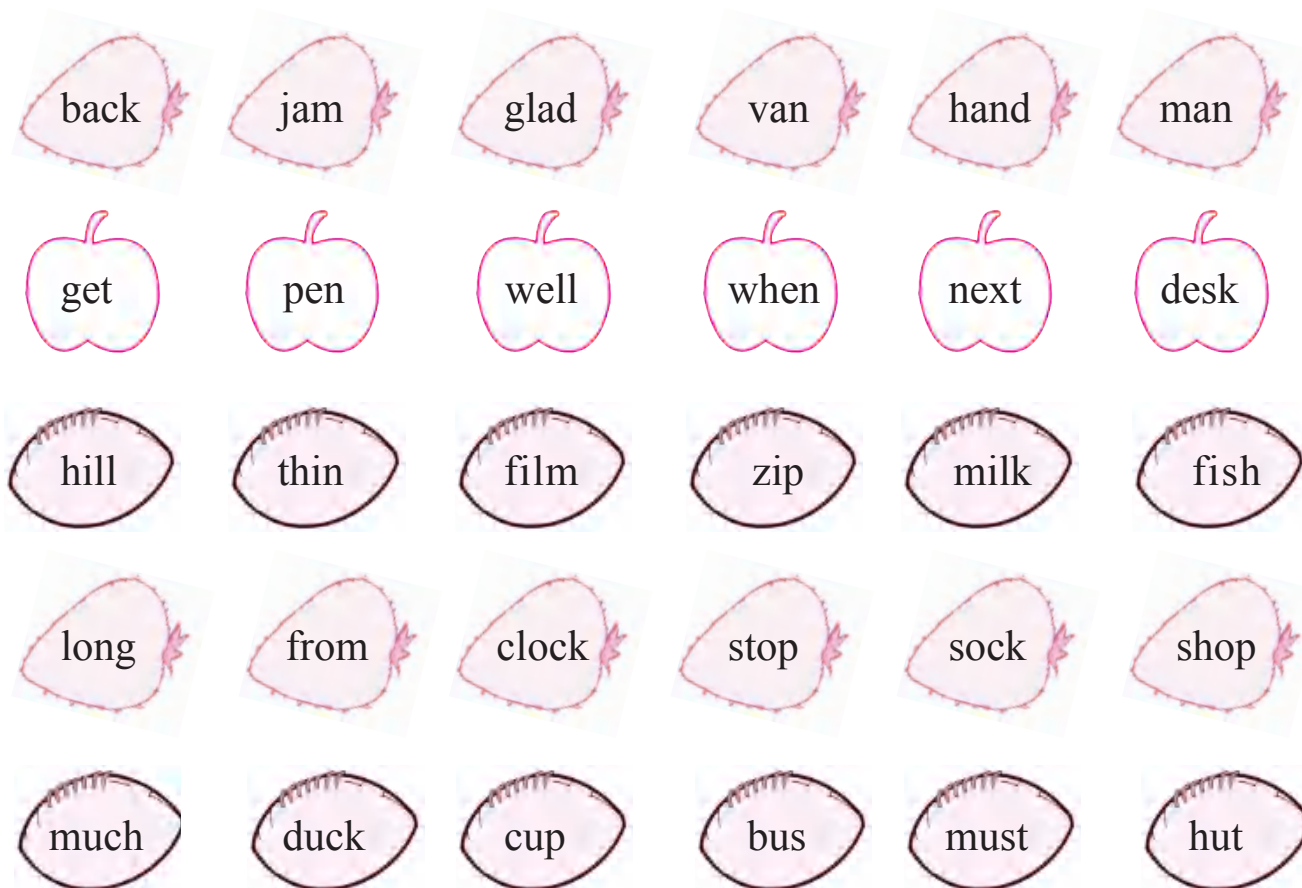 back jam glad van hand man
get pen well when next desk
hill thin film zip milk fish
long from clock stop sock shop
much duck cup bus must hut